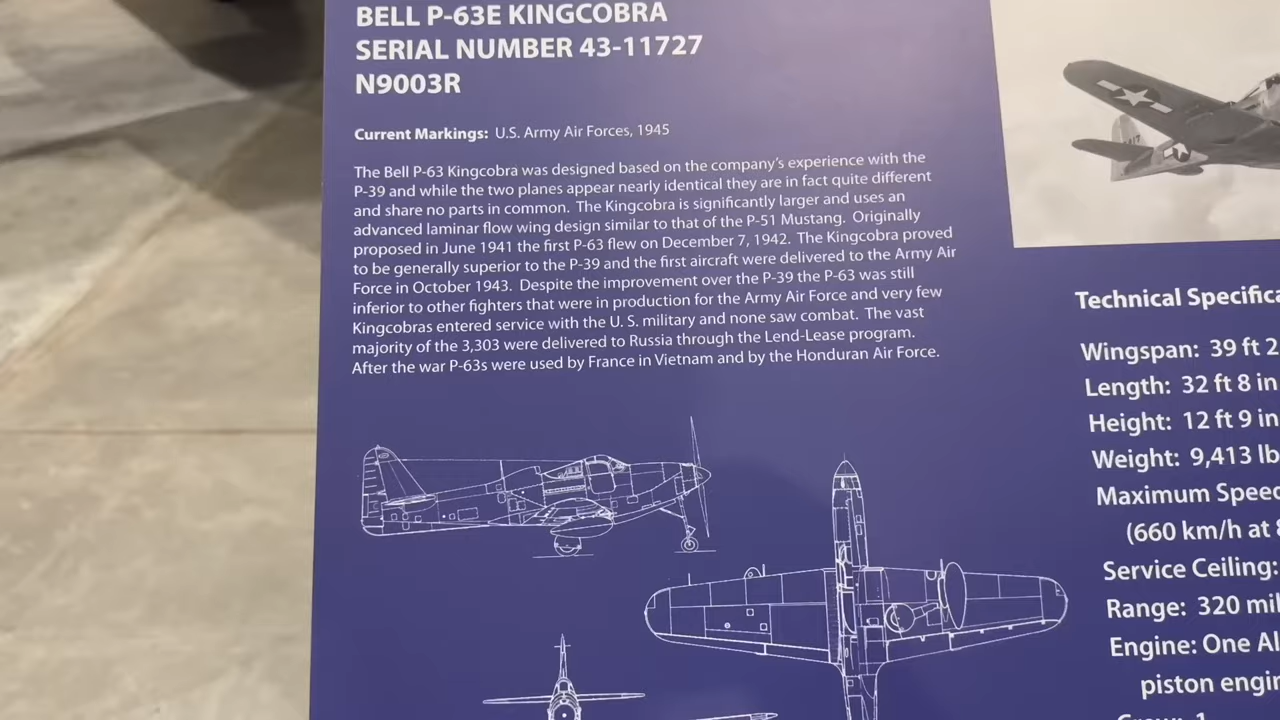 BELL P-63E KINGCOBRA
SERIAL NUMBER 43-11727
N9003R
Current Markings: U.S. Army Air Forces, 1945
The Bell P-63 Kingcobra was designed based on the company's experience with the
P-39 and while the two planes appear nearly identical they are in fact quite different
and share no parts in common. The Kingcobra is significantly larger and uses an
advanced laminar flow wing design similar to that of the P-51 Mustang. Originally
proposed in June 1941 the first P-63 flew on December 7, 1942. The Kingcobra proved
to be generally superior to the P-39 and the first aircraft were delivered to the Army Air
Force in October 1943. Despite the improvement over the P-39 the P-63 was still
inferior to other fighters that were in production for the Army Air Force and very few
Kingcobras entered service with the U. S. military and none saw combat. The vast
majority of the 3,303 were delivered to Russia through the Lend-Lease program.
After the war P-63s were used by France in Vietnam and by the Honduran Air Force.
Technical
Wingspan: 39 ft 2
Length: 32 ft 8 in
Height: 12 ft 9 in
Weight: 9,413 lb
Maximum Speed
(660 km/h at
Service Ceiling:
Range: 320
Engine: One
piston